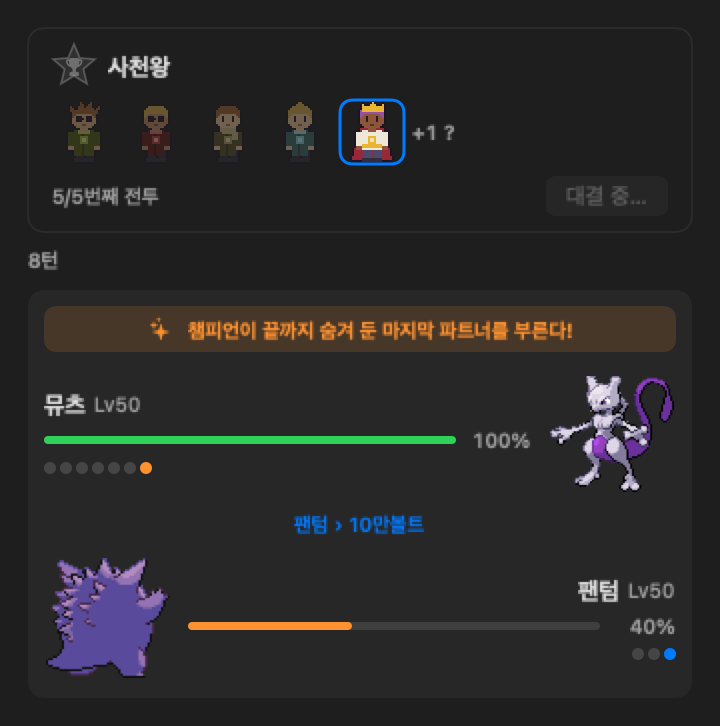 사천왕
+1 ?
5/5번째 전투
대결 중...
8턴
챔피언이 끝까지 숨겨 둔 마지막 파트너를 부른다!
뮤츠 Lv50
100%
팬텀 › 10만볼트
팬텀 Lv50
40%